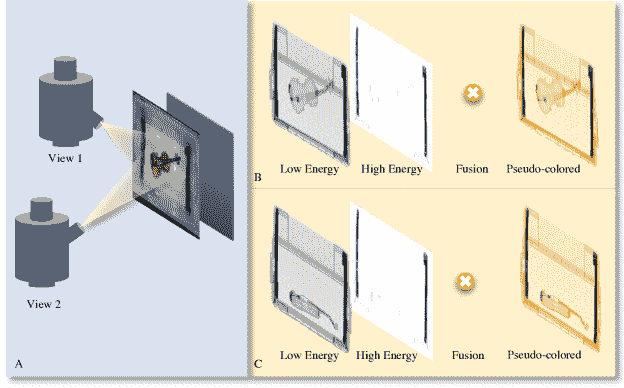 View 1
View 2
A
Low Energy High Energy Fusion Pseudo-colored
B
Low Energy High Energy Fusion Pseudo-colored
C